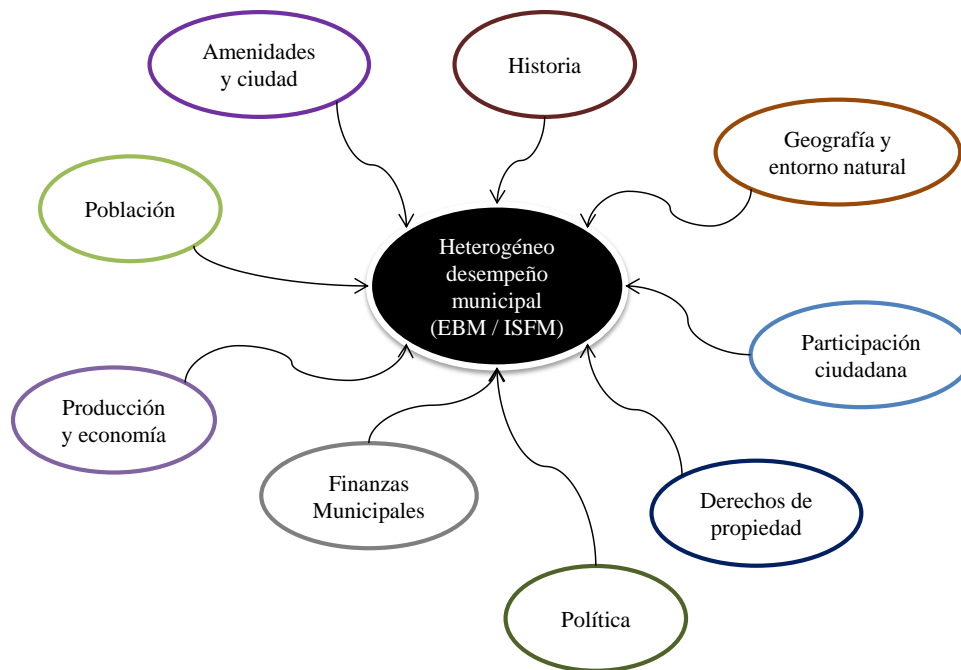 Amenidades
y ciudad
Historia
Geografía y
entorno natural
Población
Heterogéneo
desempeño
municipal
(EBM / ISFM)
Participación
ciudadana
Producción
y economía
Finanzas
Municipales
Derechos de
propiedad
Política